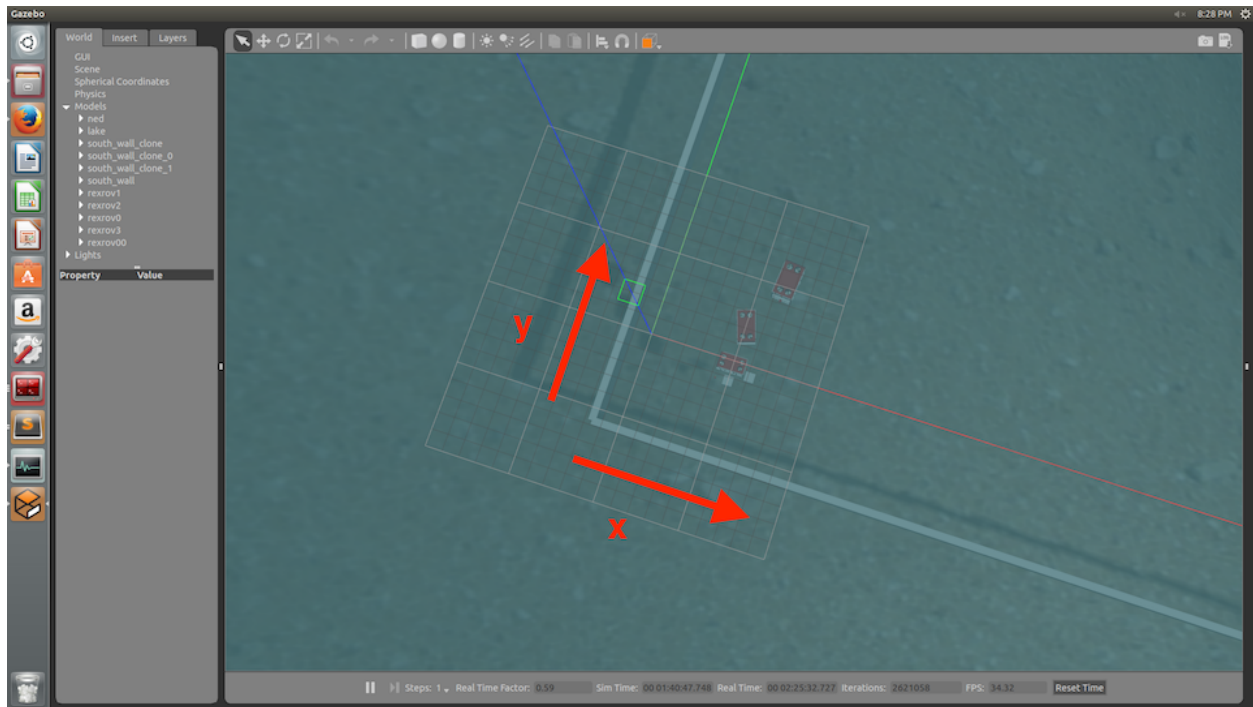 Gazebo
8:28 PM
World Insert Layers
GUI
Scene
Spherical Coordinates
Physics
Models
ned
lake
south_wall_clone
south_wall_clone_0
south_wall_clone_1
south_wall
rexrov1
rexrov2
rexrov0
rexrov3
rexrov00
Lights
Property Value
y
x
a
S
Steps: 1 Real Time Factor: 0.59 Sim Time: 00 01:40:47.748 Real Time: 00 02:25:32.727 Iterations: 2621058 FPS: 34.32 Reset Time